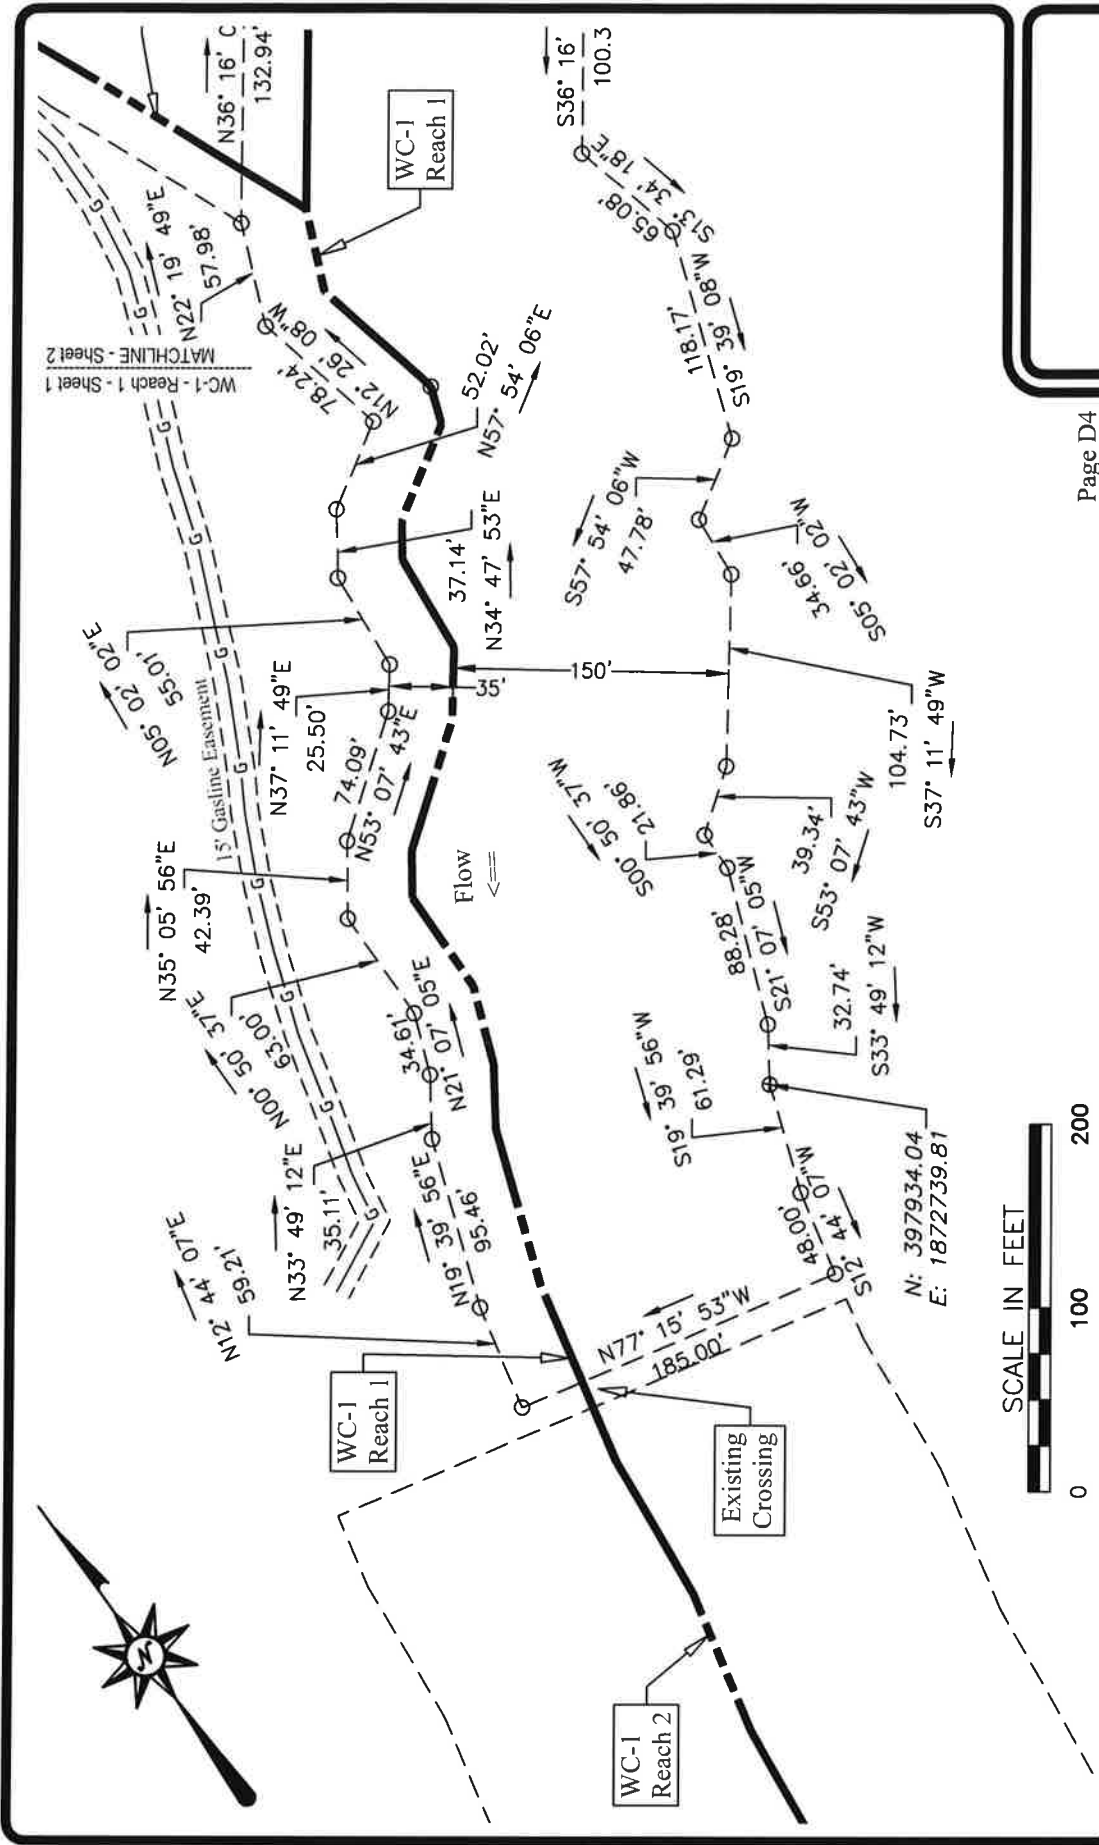 N36° 16' C
132.94'
S36° 16'
100.3
WC-1
Reach 1
N22° 19' 49"E
57.98'
MATCHLINE - Sheet 2
WC-1 - Reach 1 - Sheet 1
78.24'
N12° 26' 08"W
52.02'
N57° 54' 06"E
65.08'
S13° 34' 18"E
118.17'
S19° 39' 08"W
G
G
G
G
G
G
G
G
G
G
15' Gasline Easement
N05° 02' 02"E
55.01'
37.14'
N34° 47' 53"E
S57° 54' 06"W
47.78'
34.66'
S05° 02' 02"W
N37° 11' 49"E
25.50'
35'
150'
104.73'
S37° 11' 49"W
74.09'
N53° 07' 43"E
N35° 05' 56"E
42.39'
Flow
<==
S00° 50' 37"W
21.86'
39.34'
S53° 07' 43"W
N00° 50' 37"E
63.00'
34.61'
N21° 07' 05"E
88.28'
S21° 07' 05"W
32.74'
S33° 49' 12"W
N33° 49' 12"E
35.11'
N19° 39' 56"E
95.46'
S19° 39' 56"W
61.29'
N12° 44' 07"E
59.21'
48.00'
S12° 44' 07"W
N: 397934.04
E: 1872739.81
N77° 15' 53"W
185.00'
WC-1
Reach 1
Existing
Crossing
WC-1
Reach 2
N
SCALE IN FEET
0
100
200
Page D4